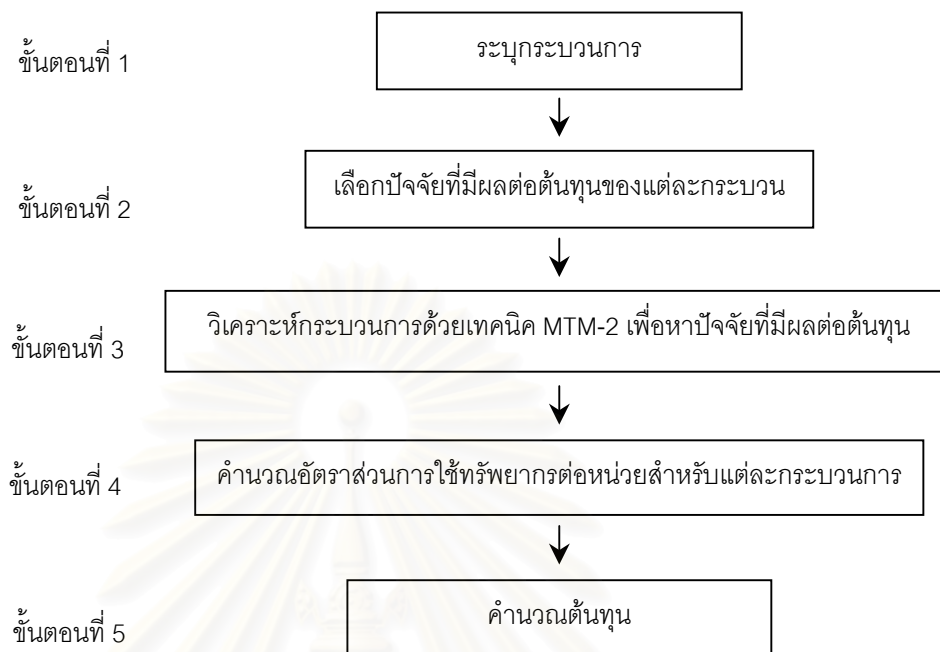 ขั้นตอนที่ 1
ระบุกระบวนการ
ขั้นตอนที่ 2
เลือกปัจจัยที่มีผลต่อต้นทุนของแต่ละกระบวน
ขั้นตอนที่ 3
วิเคราะห์กระบวนการด้วยเทคนิค MTM-2 เพื่อหาปัจจัยที่มีผลต่อต้นทุน
ขั้นตอนที่ 4
คำนวณอัตราส่วนการใช้ทรัพยากรต่อหน่วยสำหรับแต่ละกระบวนการ
ขั้นตอนที่ 5
คำนวณต้นทุน